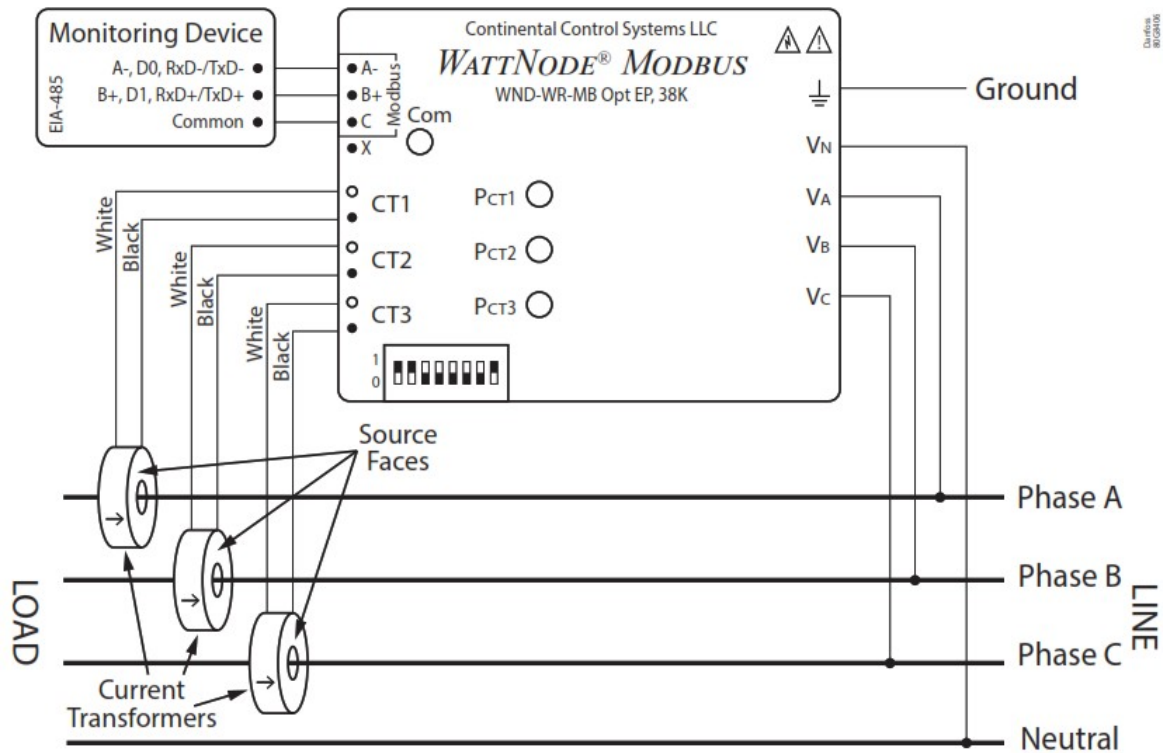 Monitoring Device
EIA-485
A-, D0, RxD-/TxD-
B+, D1, RxD+/TxD+
Common
Continental Control Systems LLC
WATTNODE® MODBUS
WND-WR-MB Opt EP, 38K
A-
B+
C
X
Modbus
Com
CT1
CT2
CT3
PCT1
PCT2
PCT3
1
0
Ground
VN
VA
VB
VC
Danfoss
80G8406
White
Black
White
Black
White
Black
Source
Faces
Current
Transformers
LOAD
LINE
Phase A
Phase B
Phase C
Neutral